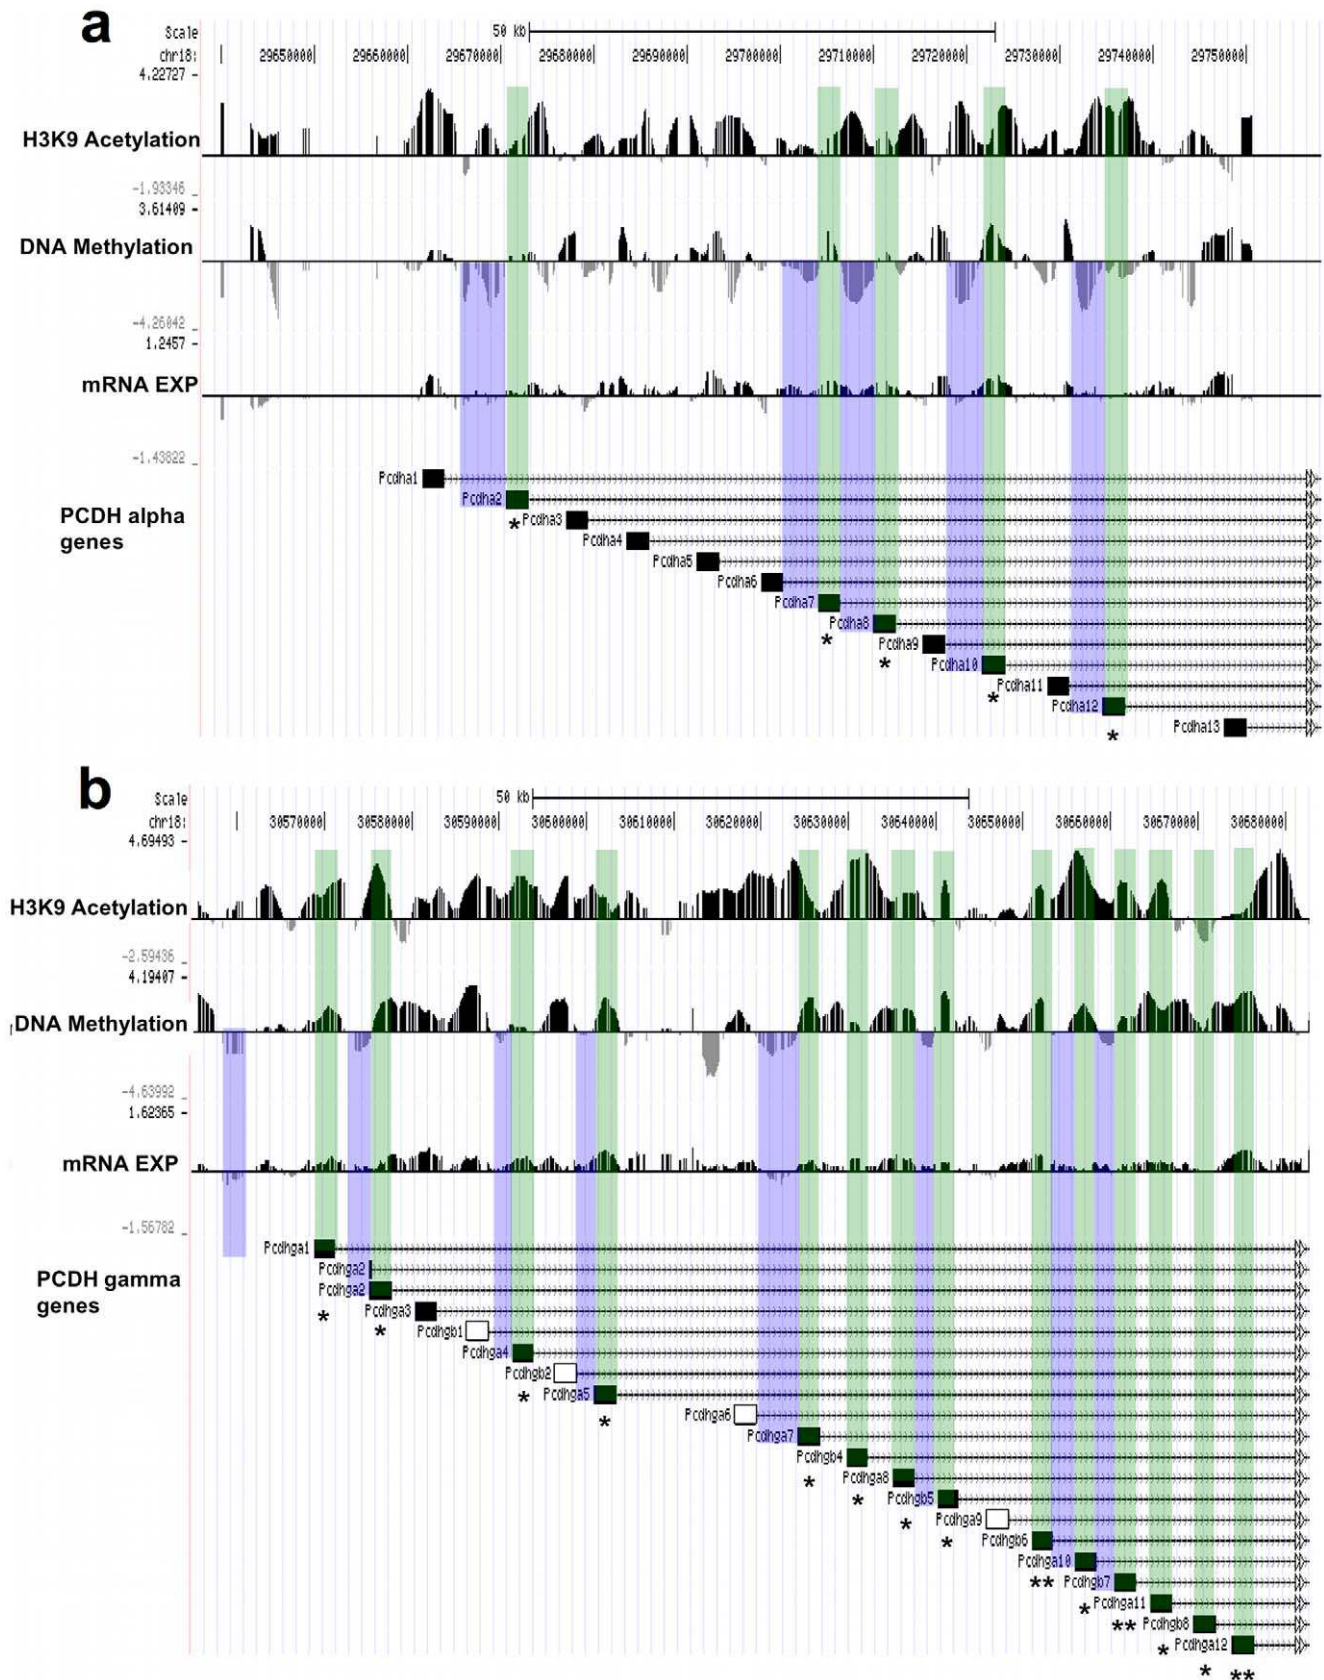 a
Scale 50 kb
chr18: 29650000 29660000 29670000 29680000 29690000 29700000 29710000 29720000 29730000 29740000 29750000
4.22727 -
H3K9 Acetylation
-1.93346 _
3.61409 -
DNA Methylation
-4.26042 _
1.2457 -
mRNA EXP
-1.43822 _
Pcdha1
Pcdha2
PCDH alpha genes
* Pcdha3
Pcdha4
Pcdha5
Pcdha6
Pcdha7
Pcdha8
* Pcdha9
* Pcdha10
Pcdha11
* Pcdha12
Pcdha13
*
b
Scale 50 kb
chr18: 30570000 30580000 30590000 30600000 30610000 30620000 30630000 30640000 30650000 30660000 30670000 30680000
4.69493 -
H3K9 Acetylation
-2.59486 _
4.19407 -
DNA Methylation
-4.63992 _
1.62365 -
mRNA EXP
-1.56782 _
Pcdhga1
Pcdhga2
PCDH gamma genes
Pcdhga2
* Pcdhga3
* Pcdhgb1
Pcdhga4
Pcdhgb2
* Pcdhga5
Pcdhga6
*
Pcdhga7
Pcdhgb4
* Pcdhga8
* Pcdhgb5
* Pcdhga9
* Pcdhgb6
Pcdhga10
** Pcdhgb7
* Pcdhga11
** Pcdhgb8
* Pcdhga12
* **